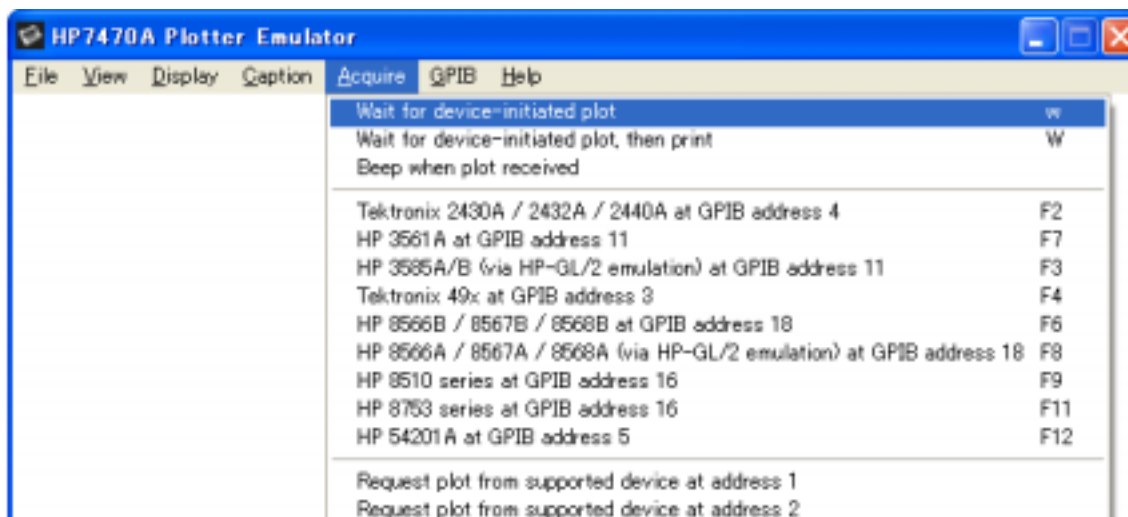 HP7470A Plotter Emulator
File View Display Caption Acquire GPIB Help
Wait for device-initiated plot w
Wait for device-initiated plot, then print W
Beep when plot received
Tektronix 2430A / 2432A / 2440A at GPIB address 4 F2
HP 3561A at GPIB address 11 F7
HP 3585A/B (via HP-GL/2 emulation) at GPIB address 11 F3
Tektronix 49x at GPIB address 3 F4
HP 8566B / 8567B / 8568B at GPIB address 18 F6
HP 8566A / 8567A / 8568A (via HP-GL/2 emulation) at GPIB address 18 F8
HP 8510 series at GPIB address 16 F9
HP 8753 series at GPIB address 16 F11
HP 54201A at GPIB address 5 F12
Request plot from supported device at address 1
Request plot from supported device at address 2